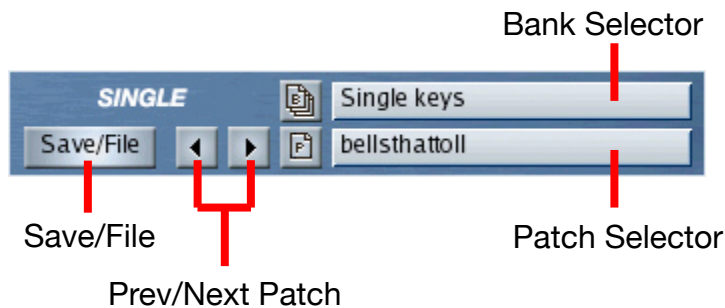 Bank Selector
SINGLE
B
Single keys
Save/File
P
bellsthattoll
Save/File
Patch Selector
Prev/Next Patch